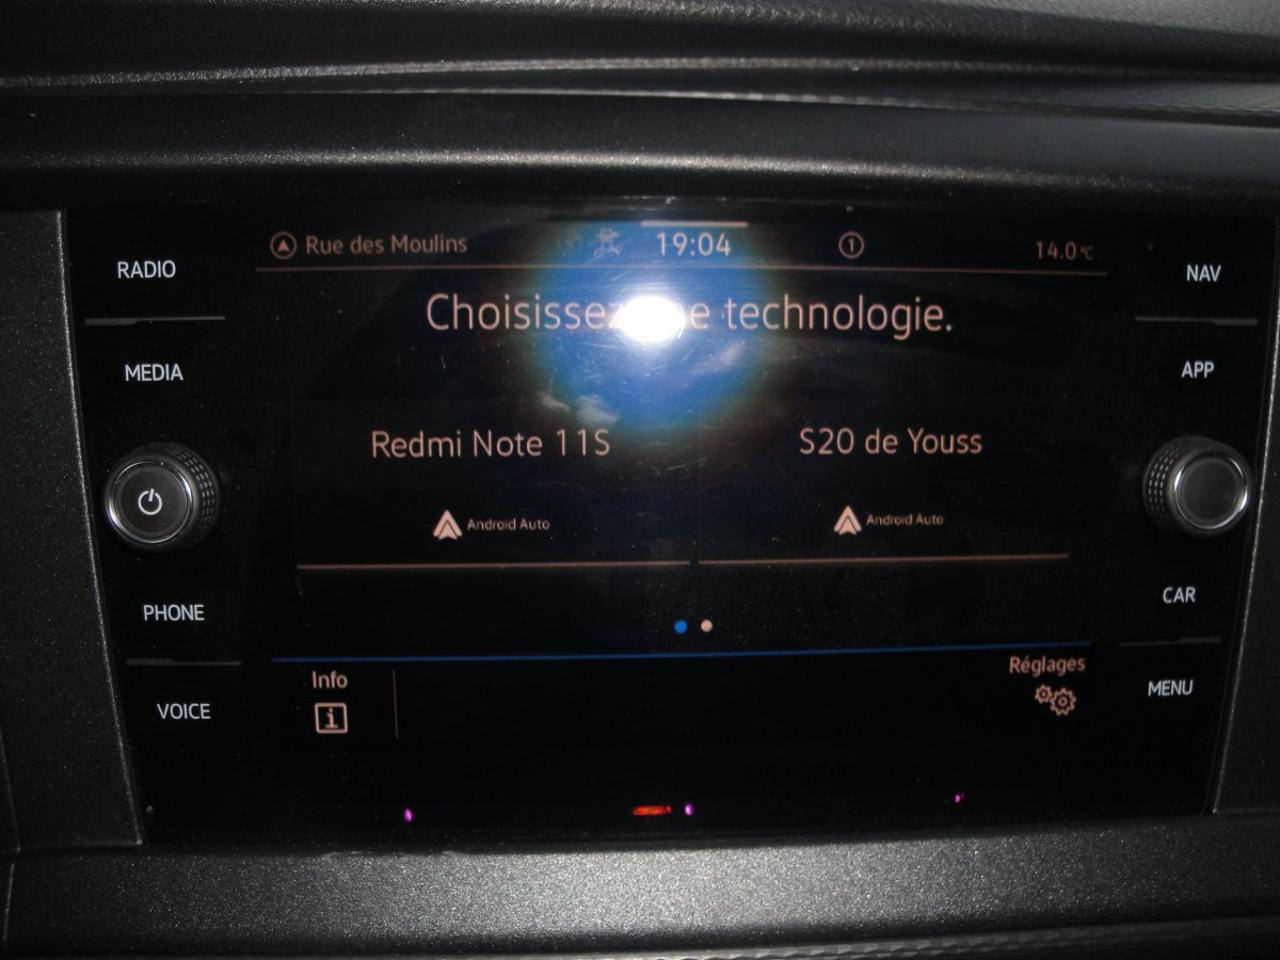 Rue des Moulins
19:04
1
14.0°C
RADIO
NAV
Choisissez technologie.
MEDIA
APP
Redmi Note 11S
S20 de Youss
Android Auto
Android Auto
PHONE
CAR
Info
Réglages
VOICE
MENU